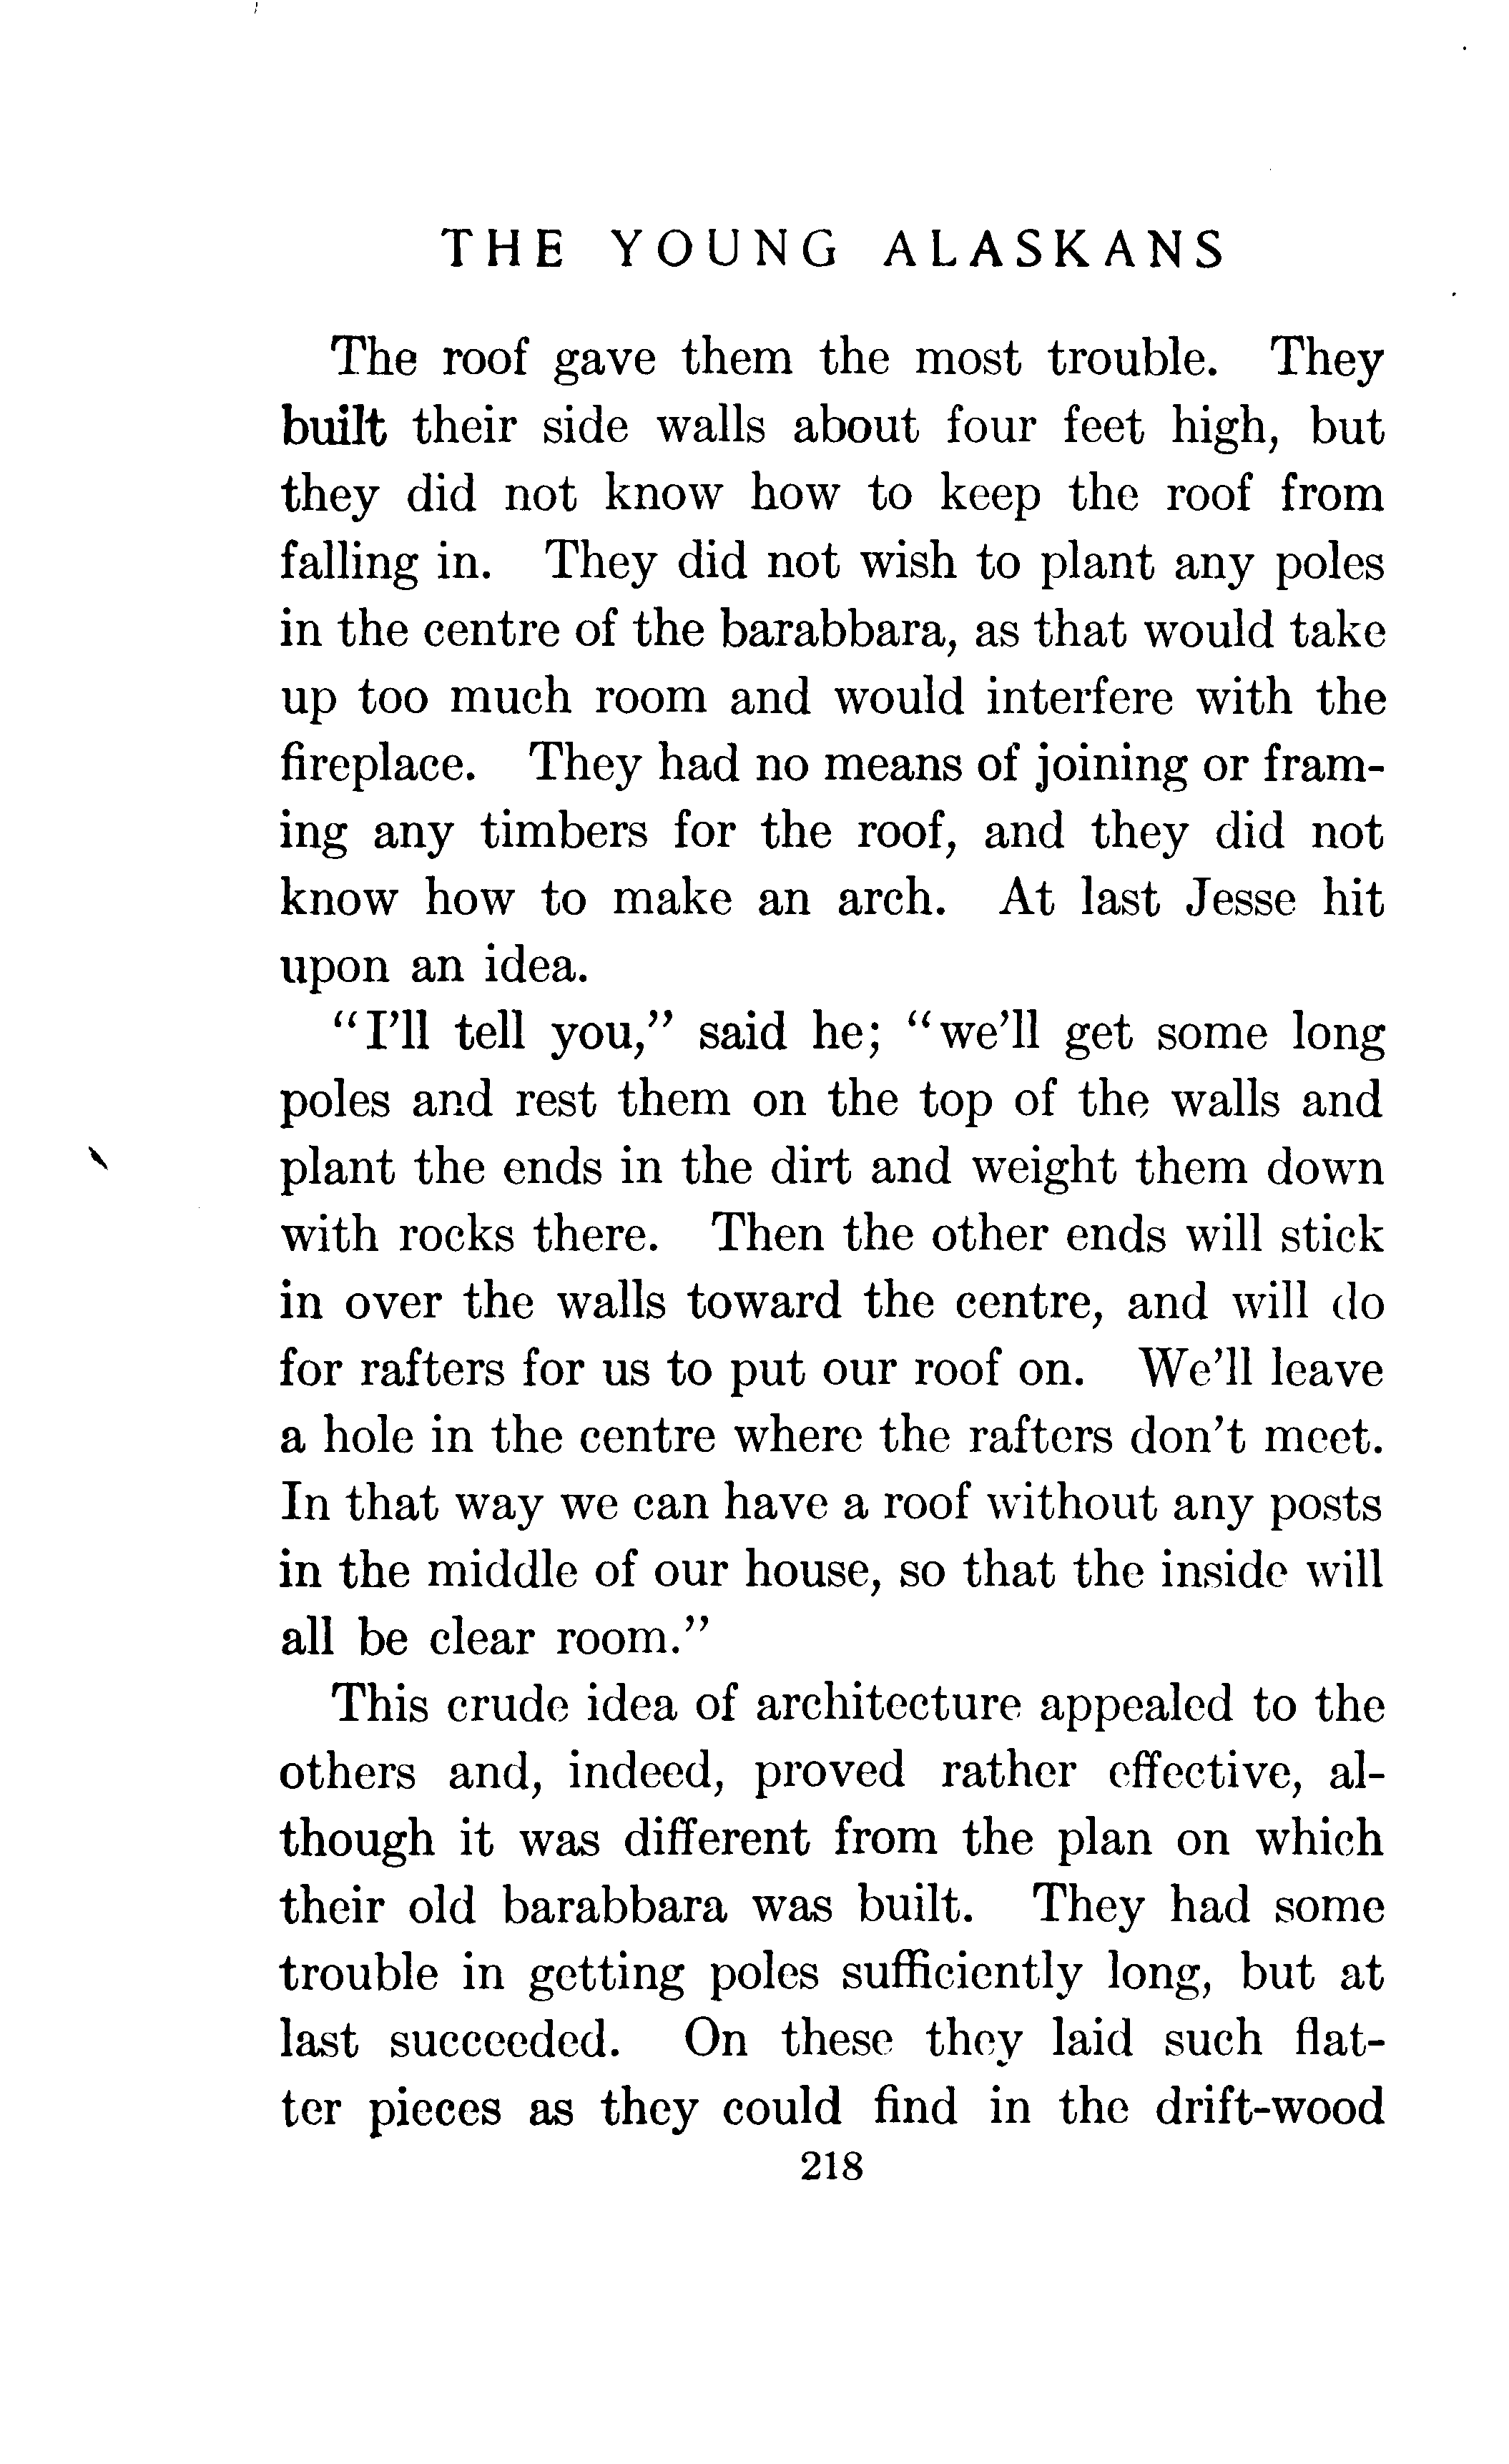 THE YOUNG ALASKANS
The roof gave them the most trouble. They
built their side walls about four feet high, but
they did not know how to keep the roof from
falling in. They did not wish to plant any poles
in the centre of the barabbara, as that would take
up too much room and would interfere with the
fireplace. They had no means of joining or fram-
ing any timbers for the roof, and they did not
know how to make an arch. At last Jesse hit
upon an idea.
"I'll tell you," said he; "we'll get some long
poles and rest them on the top of the walls and
plant the ends in the dirt and weight them down
with rocks there. Then the other ends will stick
in over the walls toward the centre, and will do
for rafters for us to put our roof on. We'll leave
a hole in the centre where the rafters don't meet.
In that way we can have a roof without any posts
in the middle of our house, so that the inside will
all be clear room."
This crude idea of architecture appealed to the
others and, indeed, proved rather effective, al-
though it was different from the plan on which
their old barabbara was built. They had some
trouble in getting poles sufficiently long, but at
last succeeded. On these they laid such flat-
ter pieces as they could find in the drift-wood
218